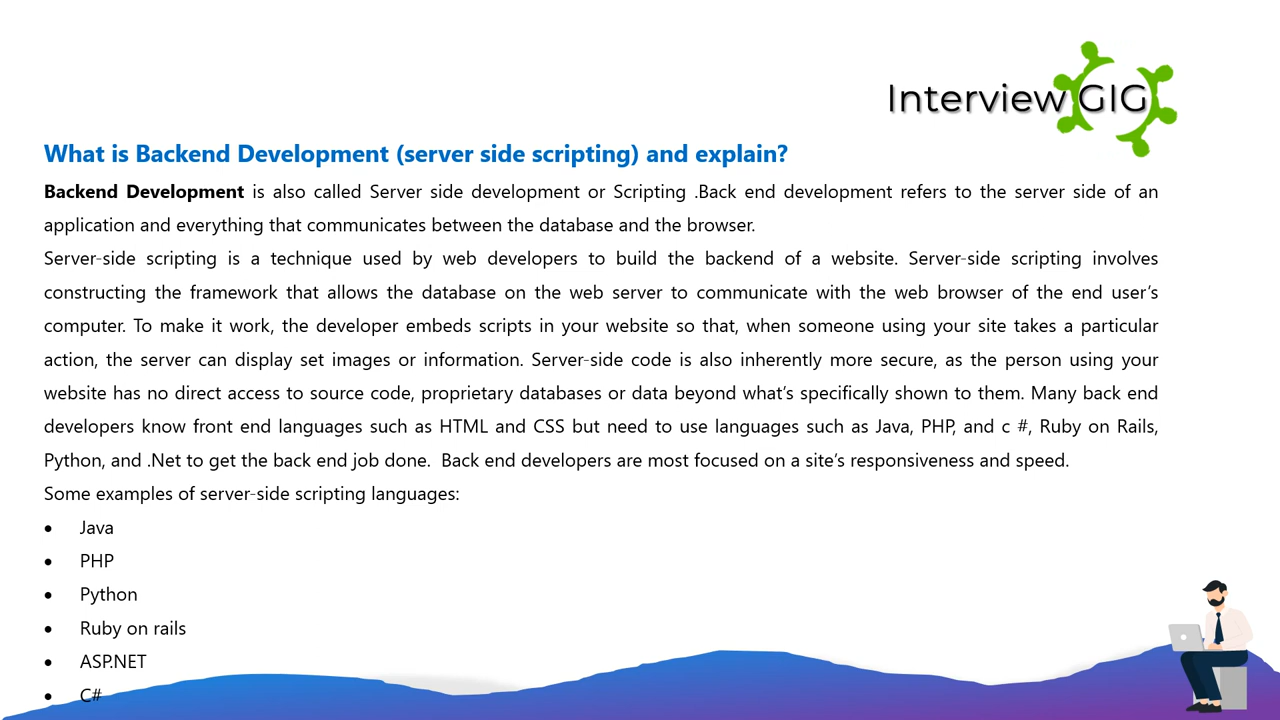 Interview GIG
What is Backend Development (server side scripting) and explain?
Backend Development is also called Server side development or Scripting .Back end development refers to the server side of an
application and everything that communicates between the database and the browser.
Server-side scripting is a technique used by web developers to build the backend of a website. Server-side scripting involves
constructing the framework that allows the database on the web server to communicate with the web browser of the end user’s
computer. To make it work, the developer embeds scripts in your website so that, when someone using your site takes a particular
action, the server can display set images or information. Server-side code is also inherently more secure, as the person using your
website has no direct access to source code, proprietary databases or data beyond what’s specifically shown to them. Many back end
developers know front end languages such as HTML and CSS but need to use languages such as Java, PHP, and c #, Ruby on Rails,
Python, and .Net to get the back end job done.  Back end developers are most focused on a site’s responsiveness and speed.
Some examples of server-side scripting languages:
• Java
• PHP
• Python
• Ruby on rails
• ASP.NET
• C#